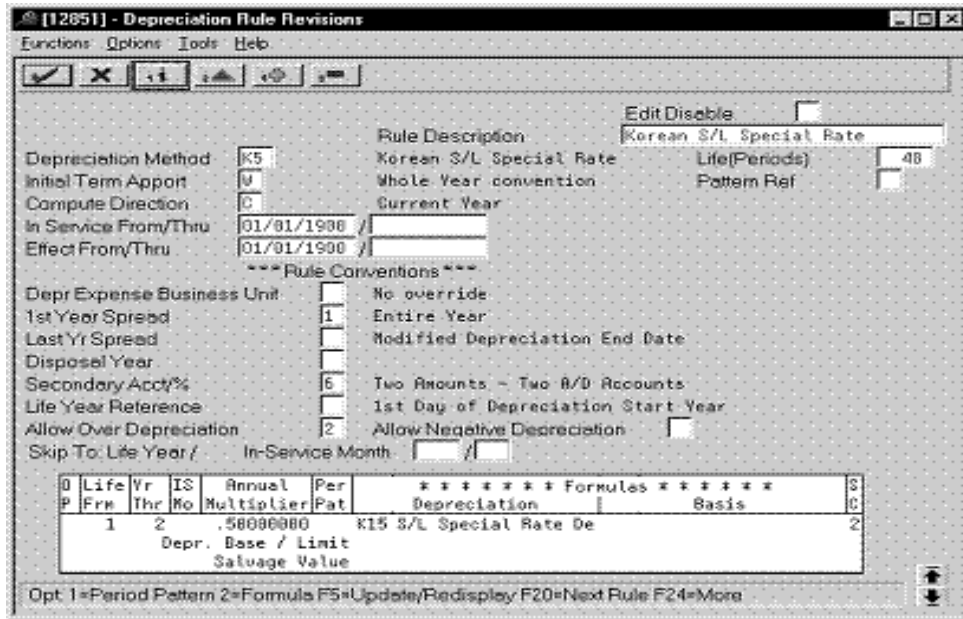 [12851] - Depreciation Rule Revisions
Functions Options Tools Help
Edit Disable
Rule Description Korean S/L Special Rate
Depreciation Method K5 Korean S/L Special Rate Life(Periods) 48
Initial Term Apport W Whole Year convention Pattern Ref
Compute Direction C Current Year
In Service From/Thru 01/01/1900 /
Effect From/Thru 01/01/1900 /
*** Rule Conventions ***
Depr Expense Business Unit No override
1st Year Spread 1 Entire Year
Last Yr Spread Modified Depreciation End Date
Disposal Year
Secondary Acct/% 6 Two Amounts - Two A/D Accounts
Life Year Reference 1st Day of Depreciation Start Year
Allow Over Depreciation 2 Allow Negative Depreciation
Skip To: Life Year / In-Service Month /
O Life Yr IS Annual Per * * * * * * * Formulas * * * * * * S
P Frm Thr Mo Multiplier Pat Depreciation | Basis C
1 2 .50000000 K15 S/L Special Rate De 2
Depr. Base / Limit
Salvage Value
Opt: 1=Period Pattern 2=Formula F5=Update/Redisplay F20=Next Rule F24=More